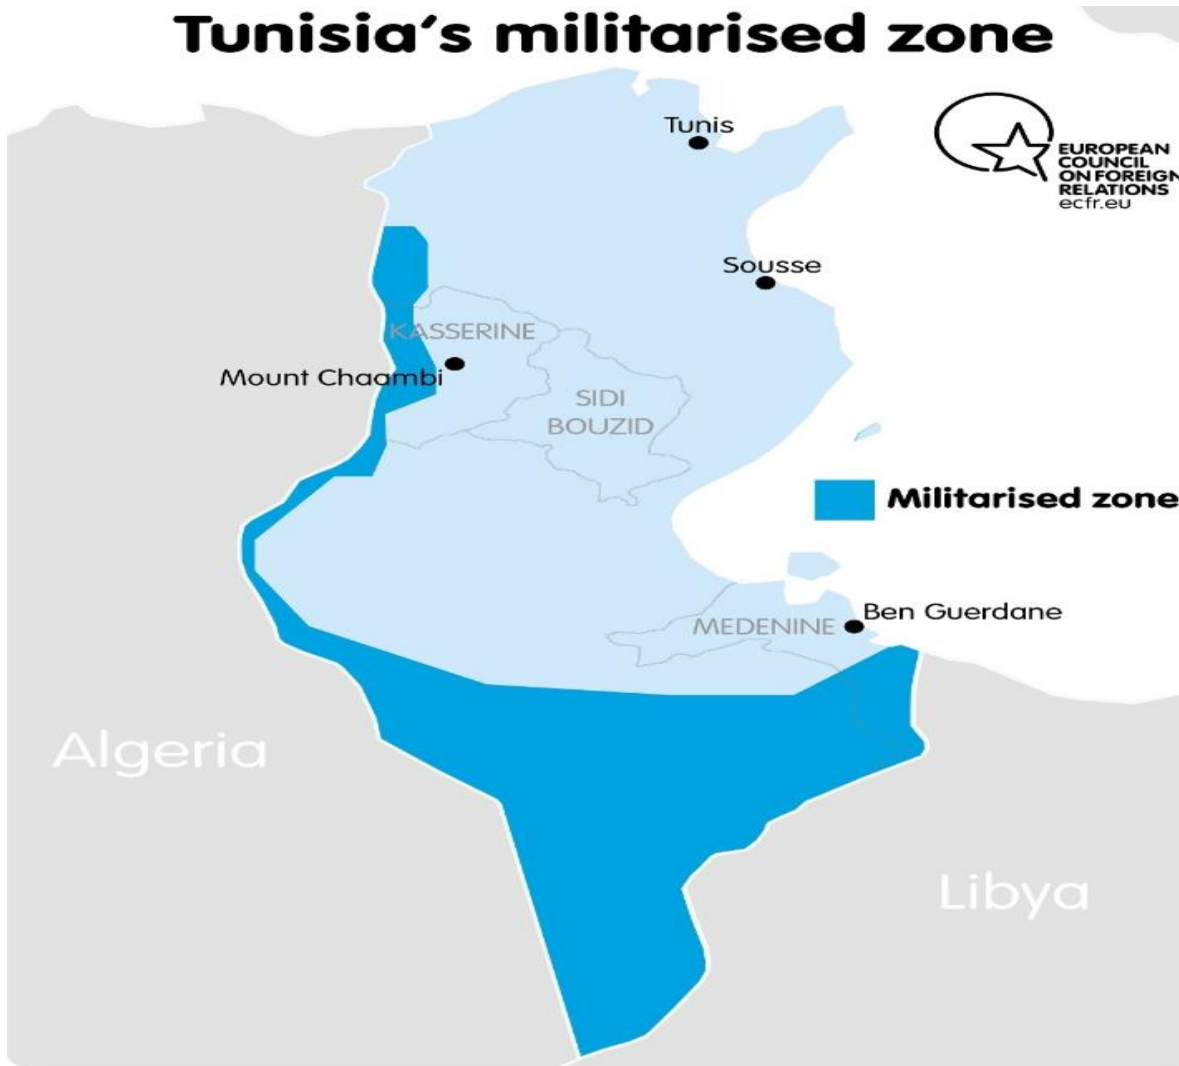 Tunisia's militarised zone
Tunis
EUROPEAN
COUNCIL
ON FOREIGN
RELATIONS
ecfr.eu
Sousse
KASSERINE
Mount Chaambi
SIDI
BOUZID
Militarised zone
Ben Guerdane
MEDENINE
Algeria
Libya